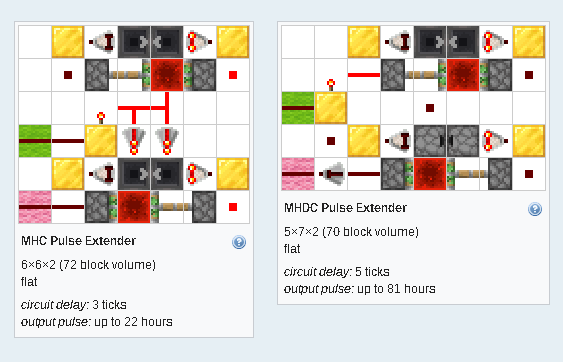 MHC Pulse Extender
6×6×2 (72 block volume)
flat
circuit delay: 3 ticks
output pulse: up to 22 hours
MHDC Pulse Extender
5×7×2 (70 block volume)
flat
circuit delay: 5 ticks
output pulse: up to 81 hours